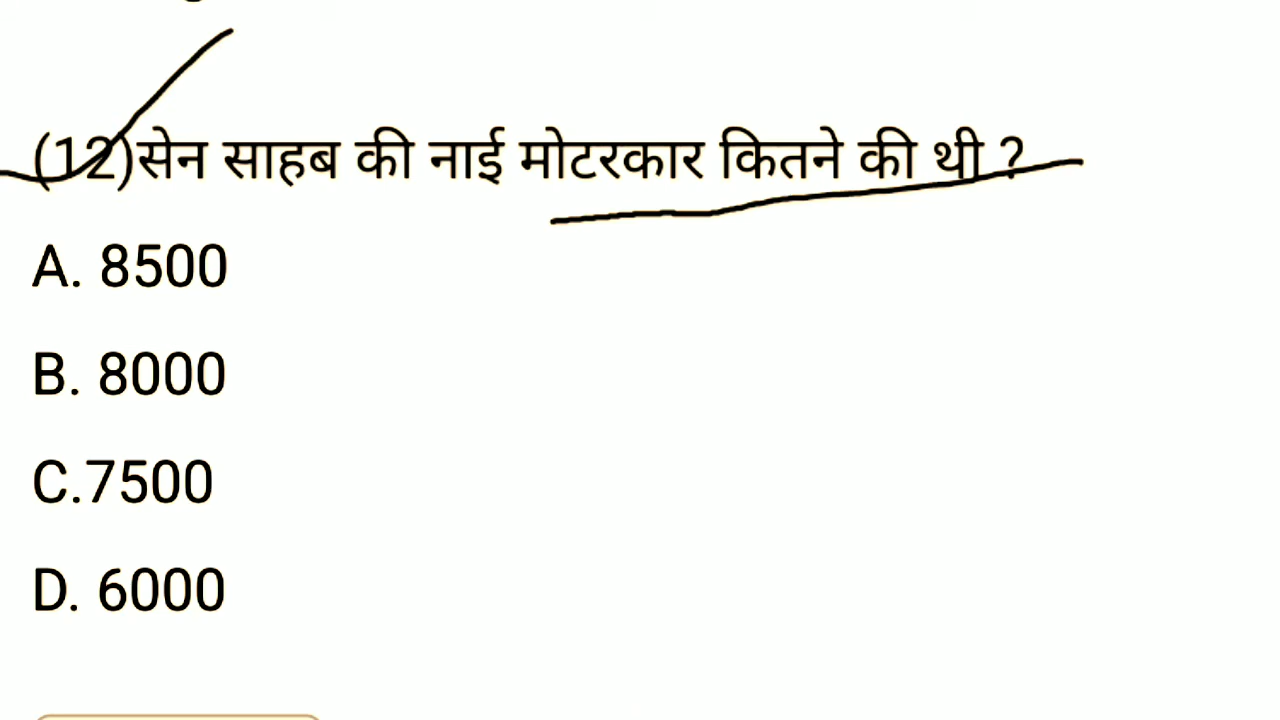 (12)सेन साहब की नाई मोटरकार कितने की थी ?
A. 8500
B. 8000
C.7500
D. 6000